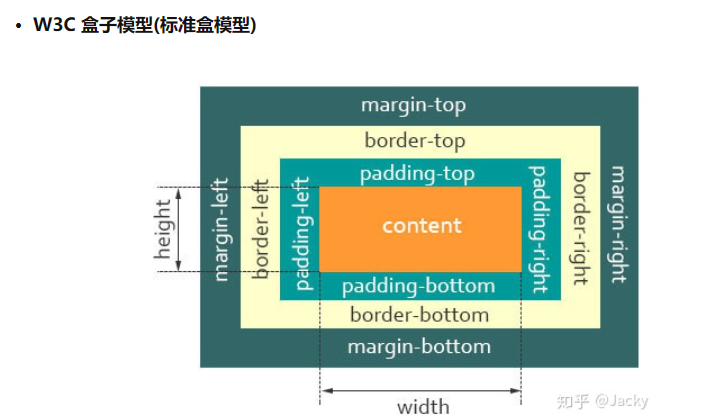 • W3C 盒子模型(标准盒模型)
margin-top
border-top
padding-top
height
margin-left
border-left
padding-left
content
padding-right
border-right
margin-right
padding-bottom
border-bottom
margin-bottom
width
知乎 @Jacky